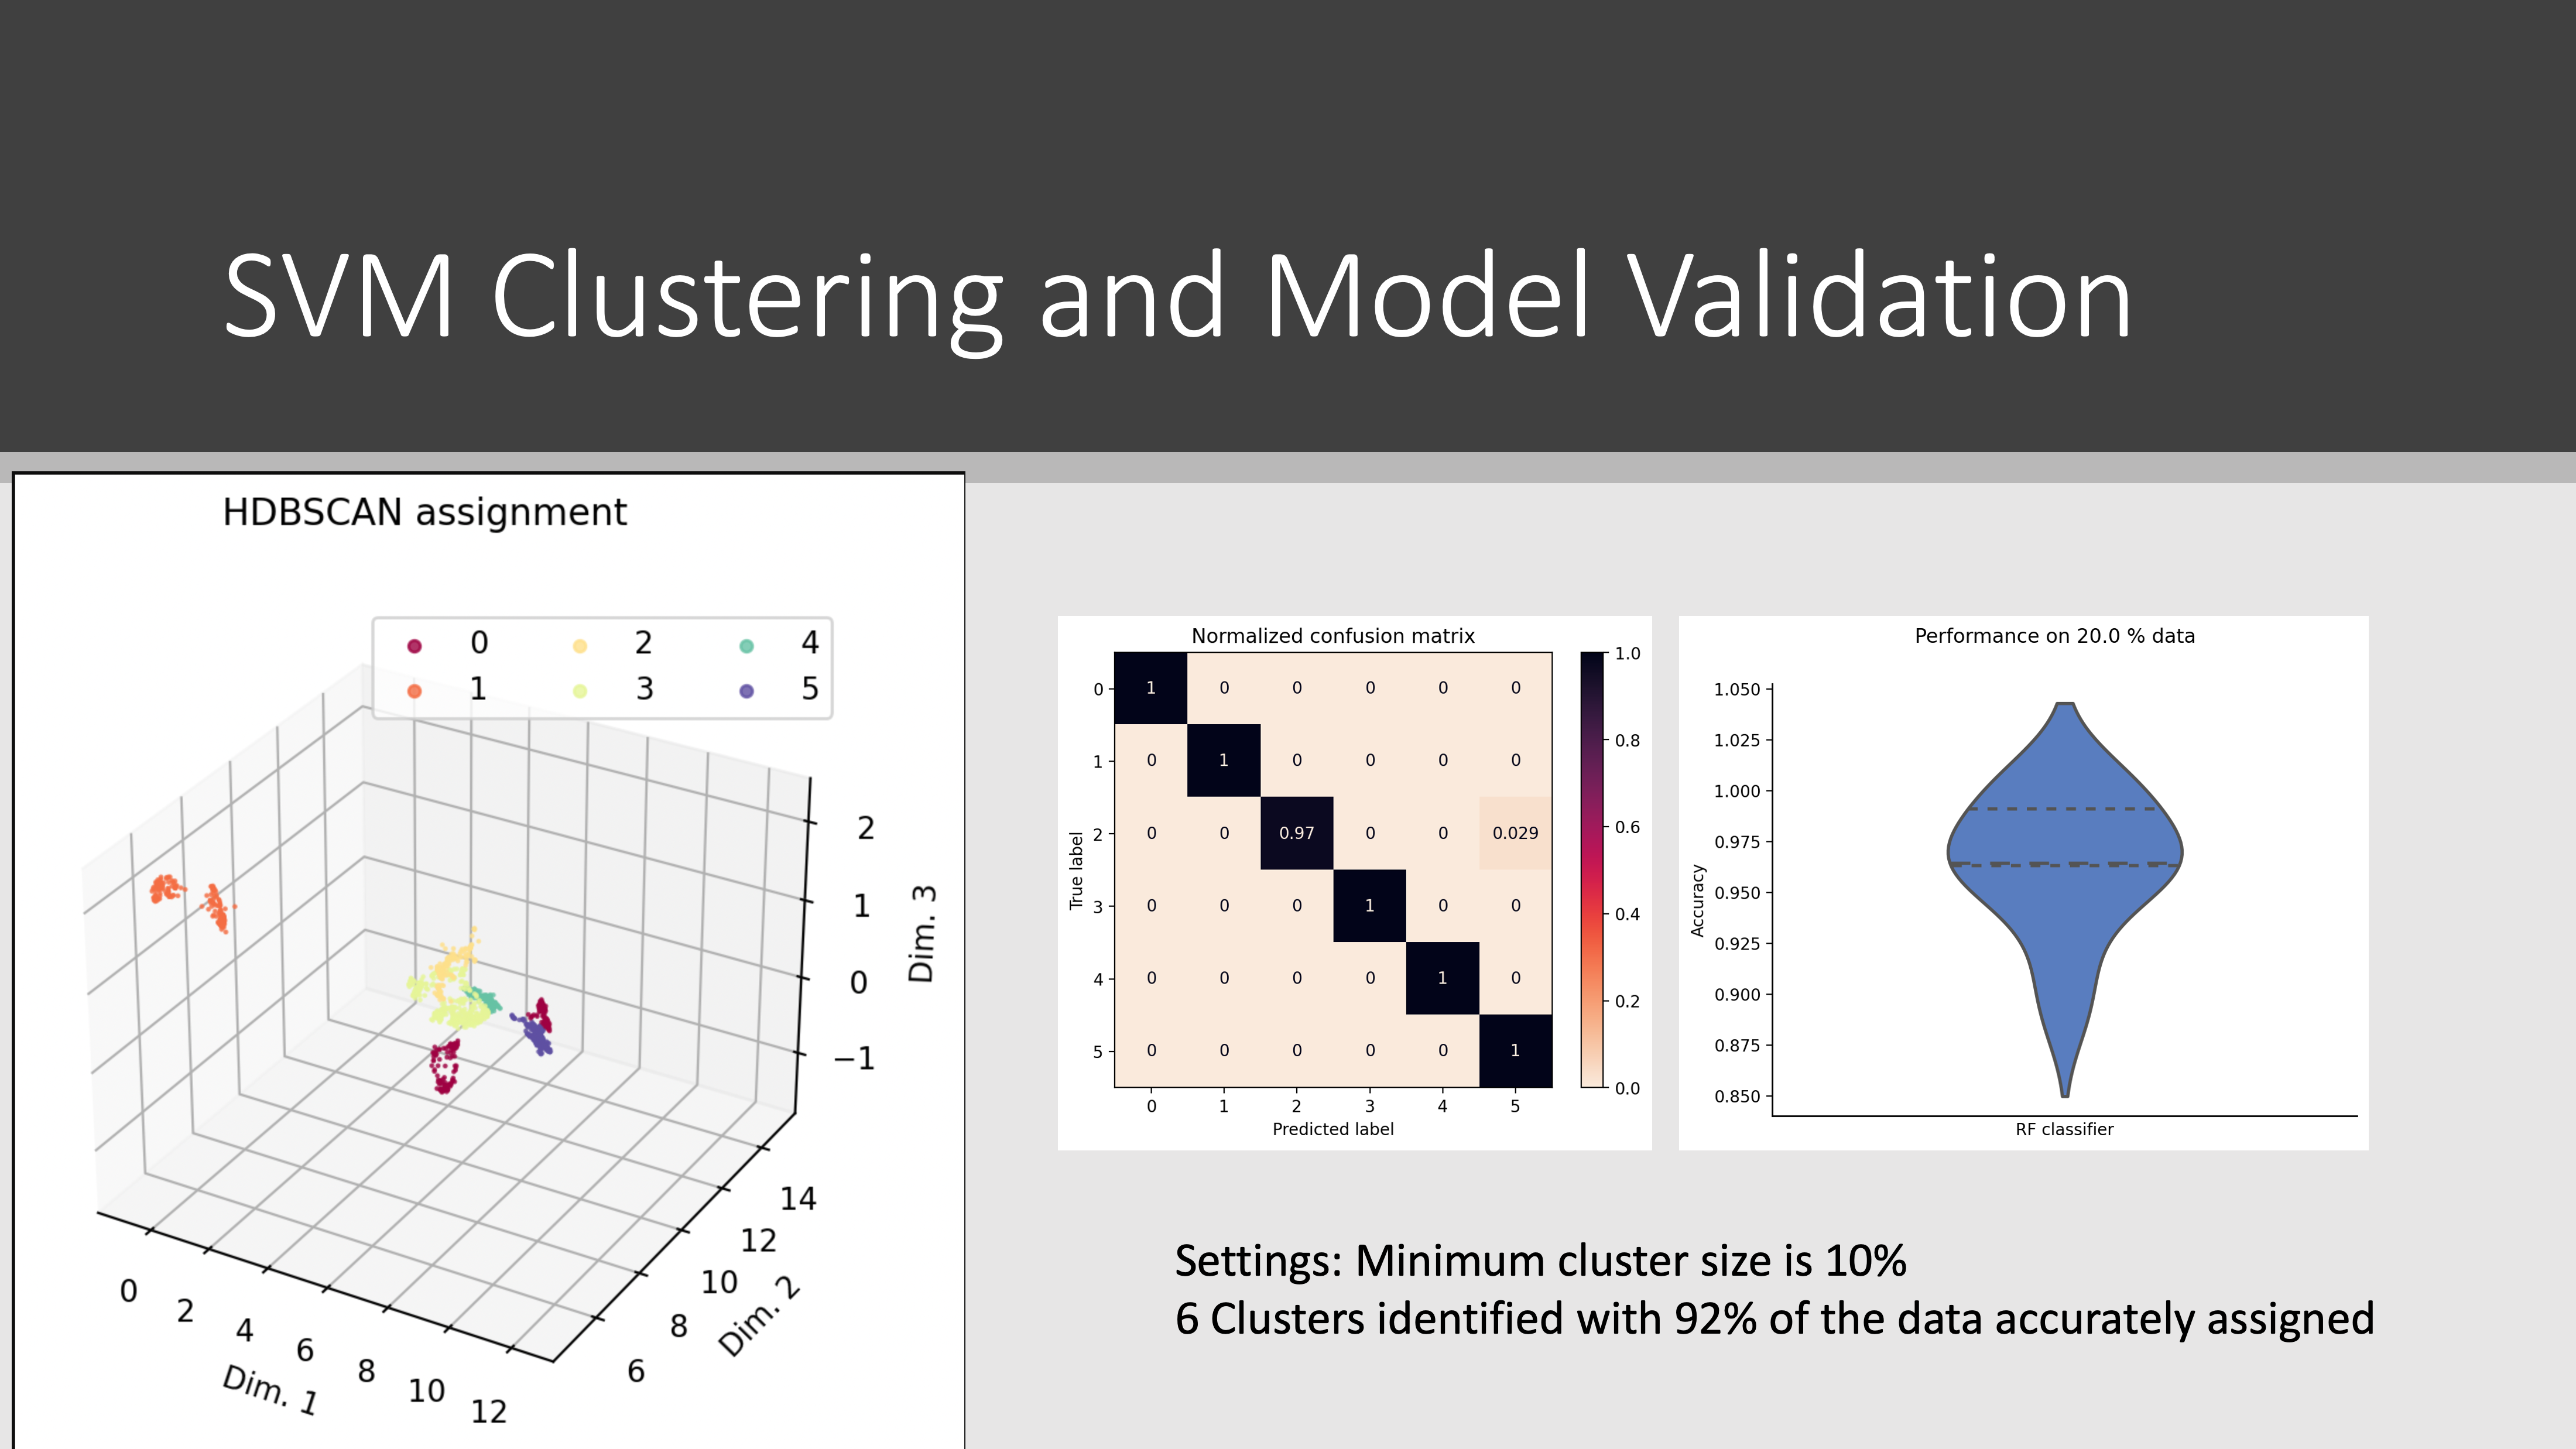 SVM Clustering and Model Validation
HDBSCAN assignment
0 2 4
1 3 5
2
1
0
−1
Dim. 3
14
12
10
8
6
Dim. 2
0 2 4 6 8 10 12
Dim. 1
Normalized confusion matrix
0 1 0 0 0 0 0
1 0 1 0 0 0 0
2 0 0 0.97 0 0 0.029
3 0 0 0 1 0 0
4 0 0 0 0 1 0
5 0 0 0 0 0 1
0 1 2 3 4 5
True label
Predicted label
1.0
0.8
0.6
0.4
0.2
0.0
Performance on 20.0 % data
1.050
1.025
1.000
0.975
0.950
0.925
0.900
0.875
0.850
Accuracy
RF classifier
Settings: Minimum cluster size is 10%
6 Clusters identified with 92% of the data accurately assigned